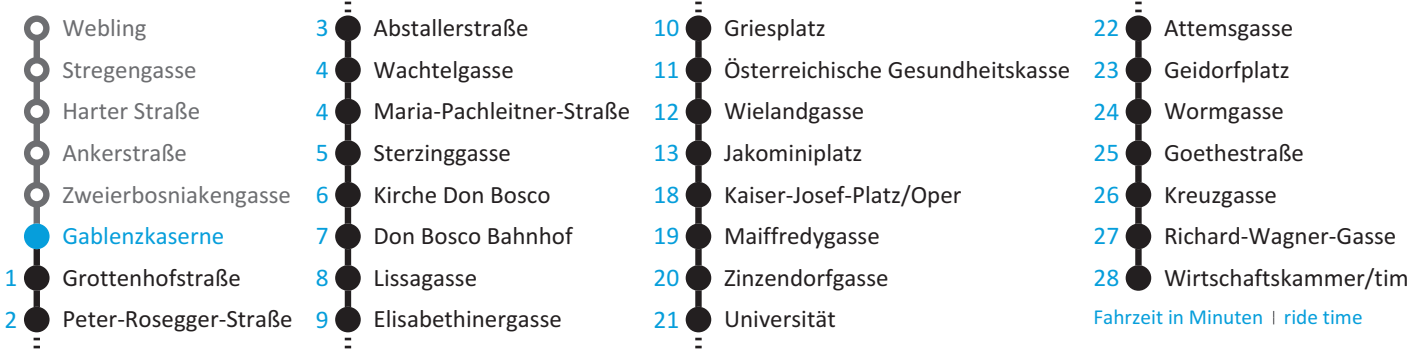 Webling
Stregengasse
Harter Straße
Ankerstraße
Zweierbosniakengasse
Gablenzkaserne
1 Grottenhofstraße
2 Peter-Rosegger-Straße
3 Abstallerstraße
4 Wachtelgasse
4 Maria-Pachleitner-Straße
5 Sterzinggasse
6 Kirche Don Bosco
7 Don Bosco Bahnhof
8 Lissagasse
9 Elisabethinergasse
10 Griesplatz
11 Österreichische Gesundheitskasse
12 Wielandgasse
13 Jakominiplatz
18 Kaiser-Josef-Platz/Oper
19 Maiffredygasse
20 Zinzendorfgasse
21 Universität
22 Attemsgasse
23 Geidorfplatz
24 Wormgasse
25 Goethestraße
26 Kreuzgasse
27 Richard-Wagner-Gasse
28 Wirtschaftskammer/tim
Fahrzeit in Minuten | ride time